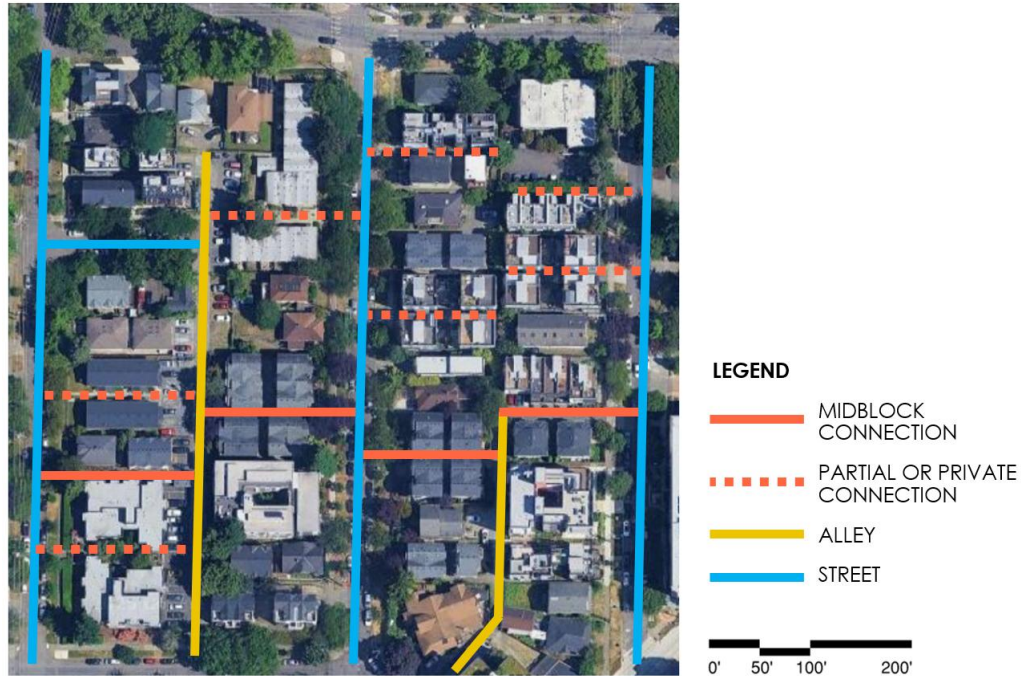 LEGEND
MIDBLOCK
CONNECTION
PARTIAL OR PRIVATE
CONNECTION
ALLEY
STREET
0' 50' 100' 200'